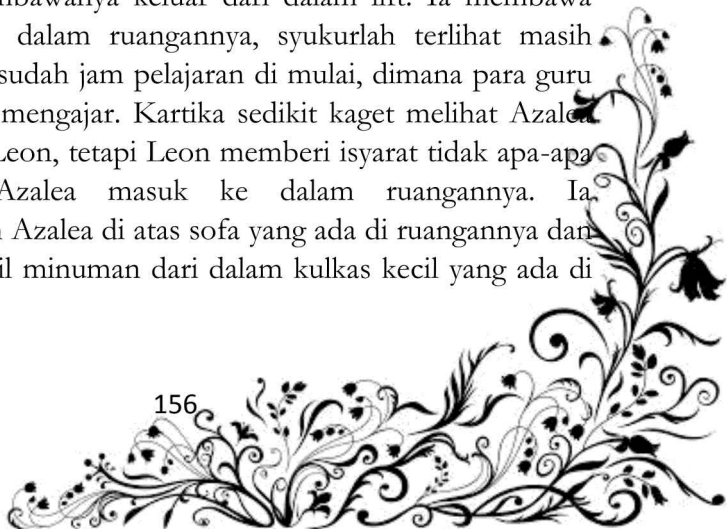 keluar dari dalam lift. Ia membawa
dalam ruangannya, syukurlah terlihat masih
sudah jam pelajaran di mulai, dimana para guru
mengajar. Kartika sedikit kaget melihat Azalea
Leon, tetapi Leon memberi isyarat tidak apa-apa
Azalea masuk ke dalam ruangannya. Ia
Azalea di atas sofa yang ada di ruangannya dan
minuman dari dalam kulkas kecil yang ada di
156